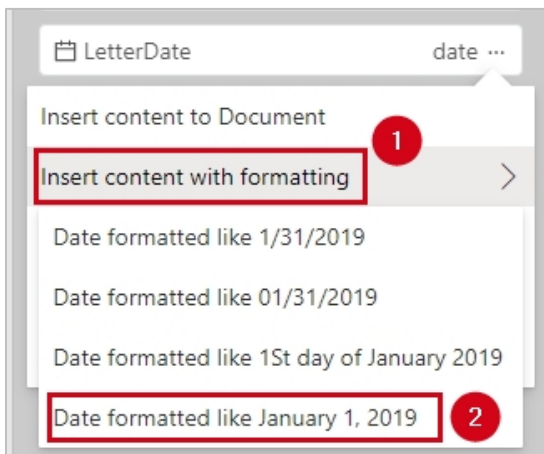 LetterDate date ...
Insert content to Document
1
Insert content with formatting
Date formatted like 1/31/2019
Date formatted like 01/31/2019
Date formatted like 1St day of January 2019
Date formatted like January 1, 2019 2